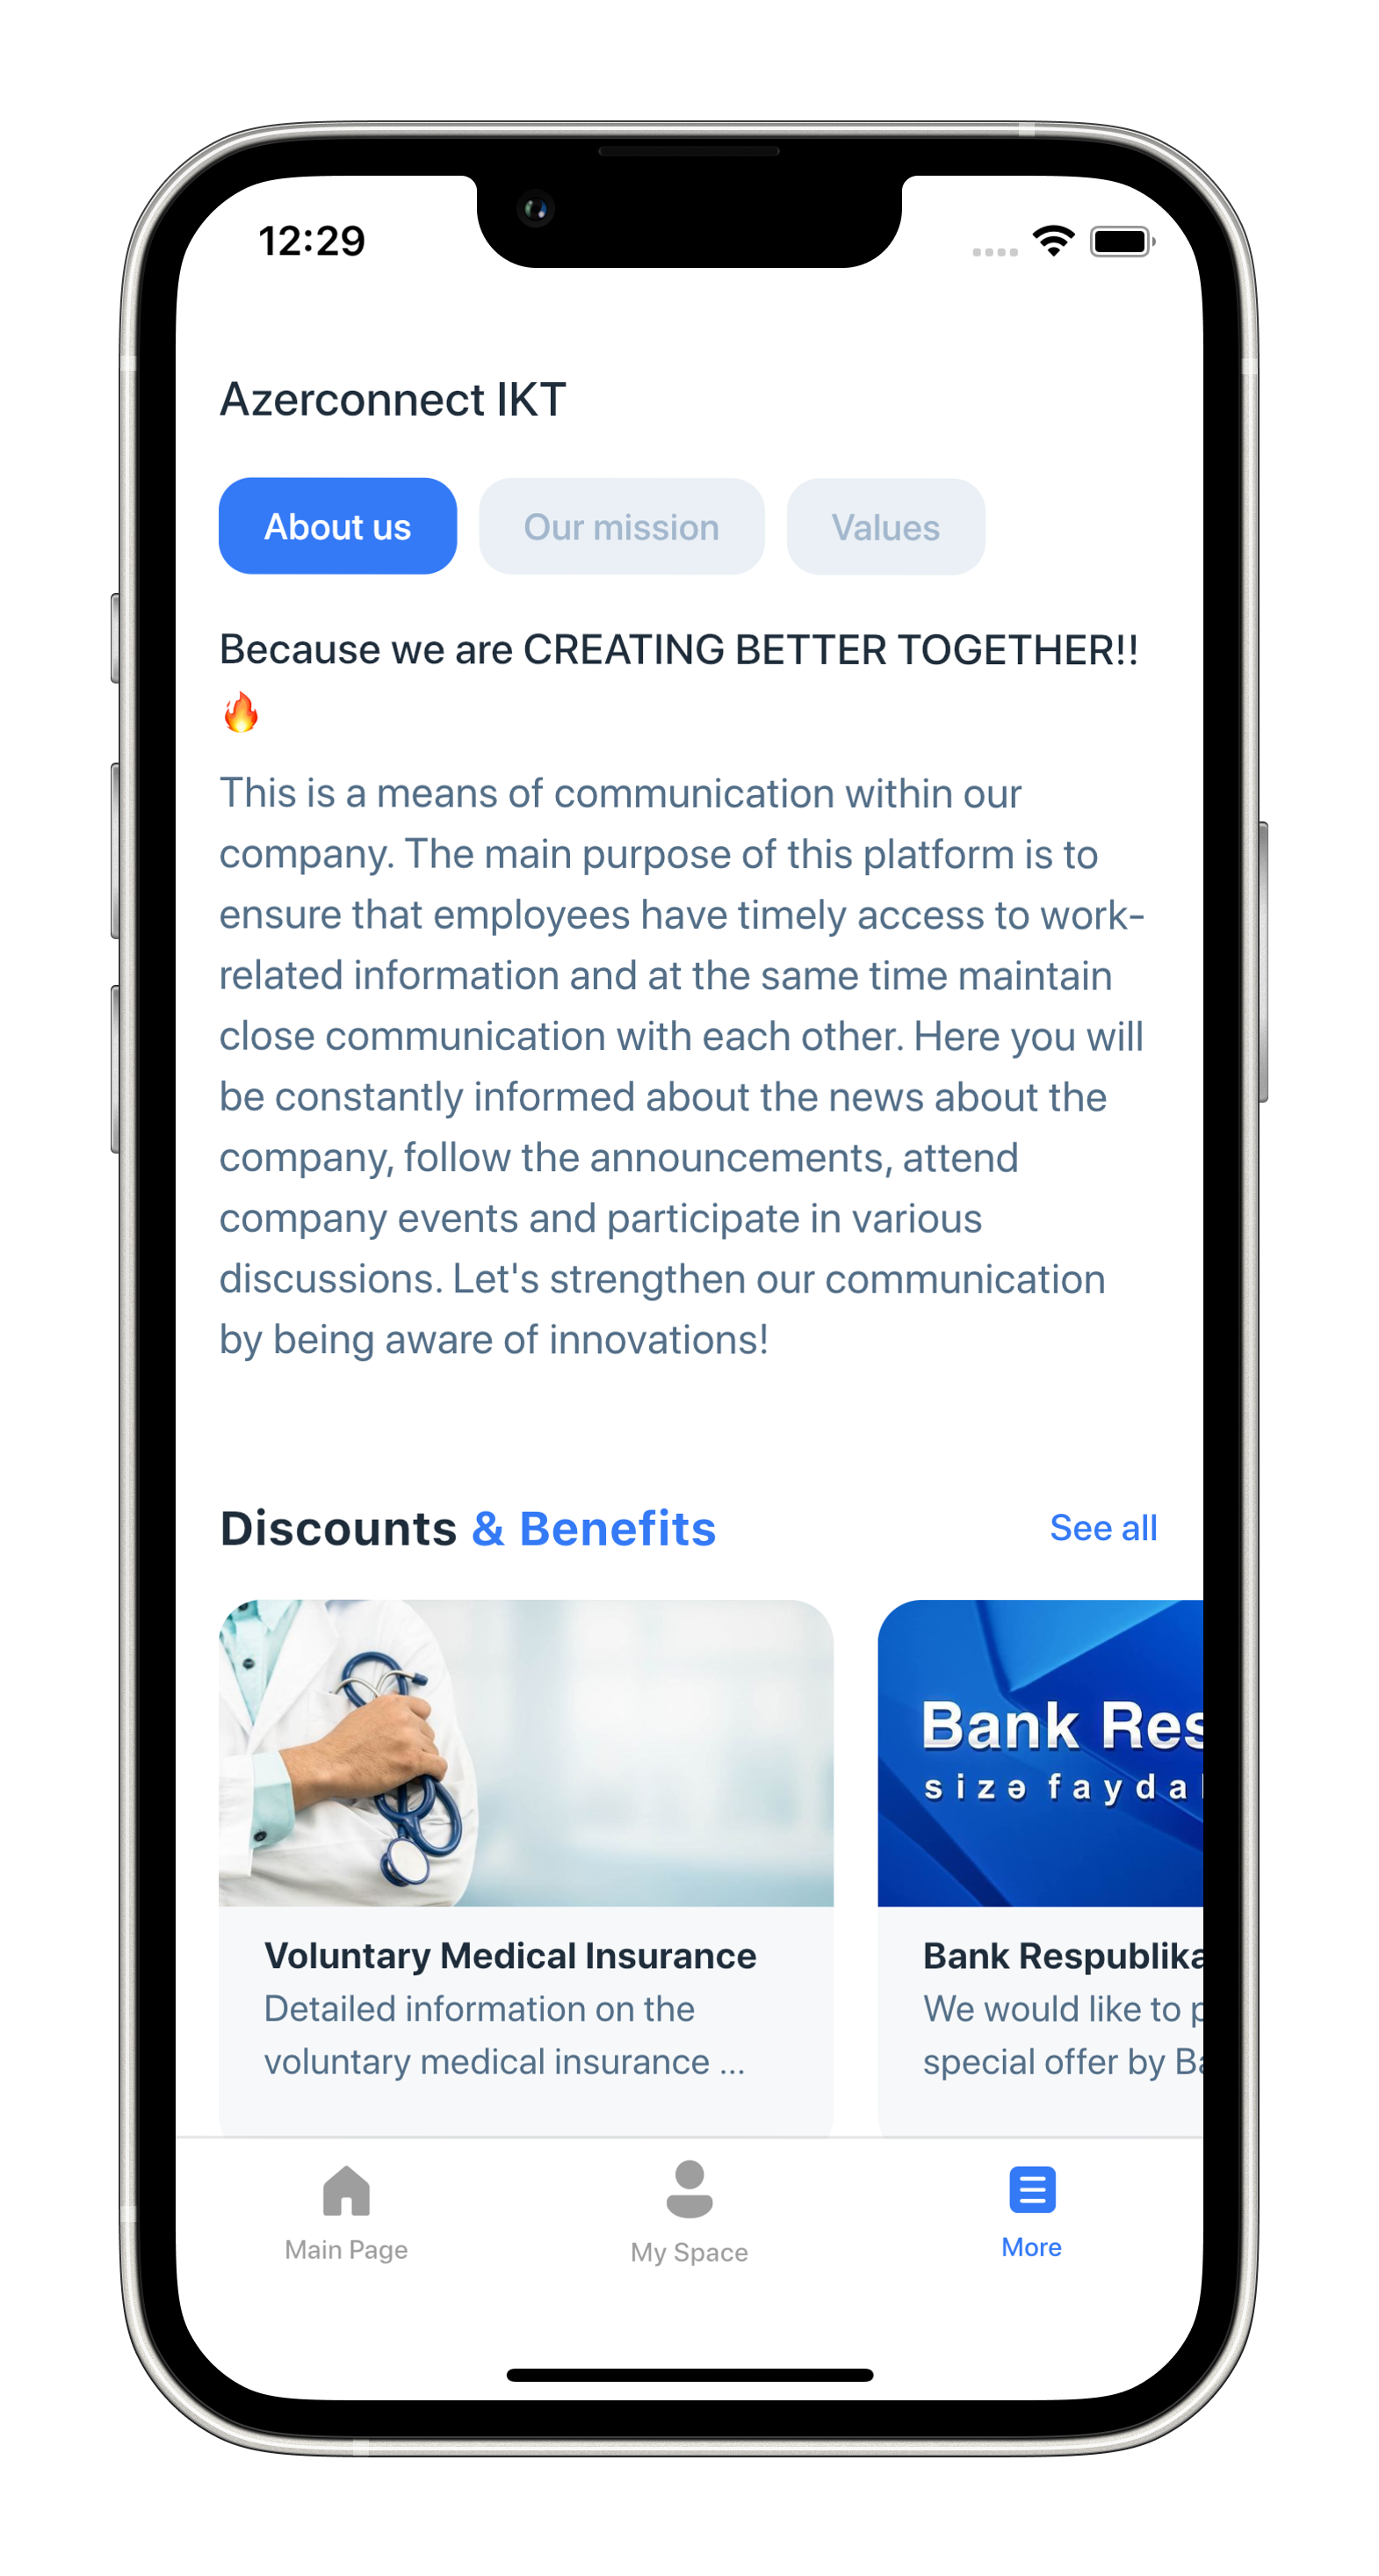 12:29
Azerconnect IKT
About us
Our mission
Values
Because we are CREATING BETTER TOGETHER!!
🔥
This is a means of communication within our
company. The main purpose of this platform is to
ensure that employees have timely access to work-
related information and at the same time maintain
close communication with each other. Here you will
be constantly informed about the news about the
company, follow the announcements, attend
company events and participate in various
discussions. Let's strengthen our communication
by being aware of innovations!
Discounts & Benefits
See all
Bank Res
sizə faydal
Voluntary Medical Insurance
Detailed information on the
voluntary medical insurance ...
Bank Respublika
We would like to p
special offer by Ba
Main Page
My Space
More